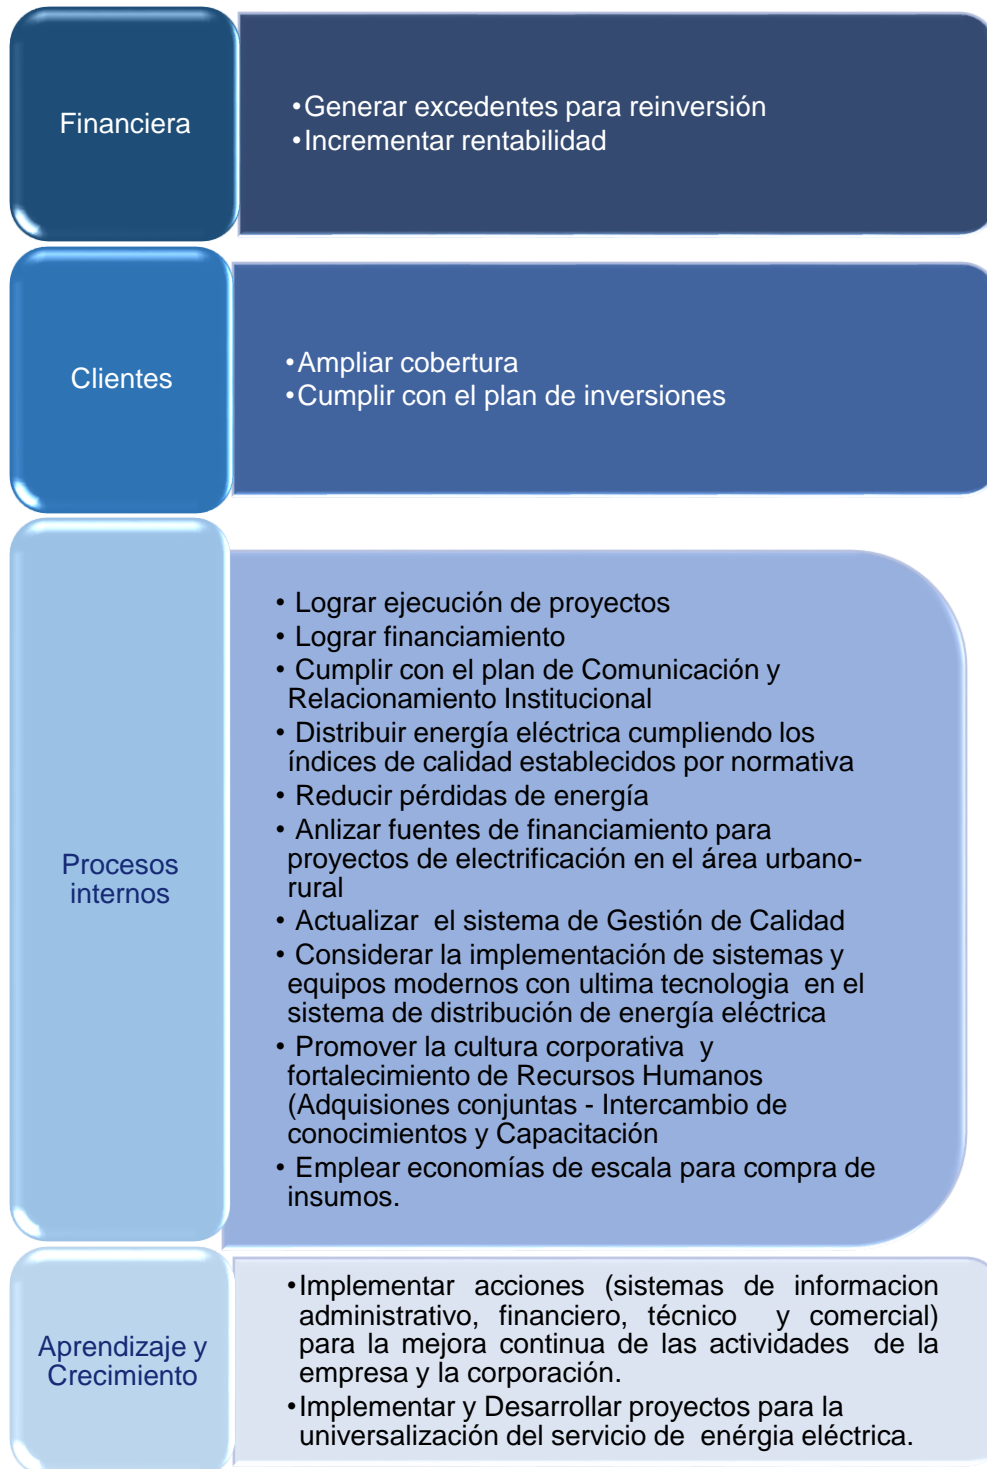 Financiera
•Generar excedentes para reinversión
•Incrementar rentabilidad
Clientes
•Ampliar cobertura
•Cumplir con el plan de inversiones
Procesos
internos
• Lograr ejecución de proyectos
• Lograr financiamiento
• Cumplir con el plan de Comunicación y
Relacionamiento Institucional
• Distribuir energía eléctrica cumpliendo los
índices de calidad establecidos por normativa
• Reducir pérdidas de energía
• Anlizar fuentes de financiamiento para
proyectos de electrificación en el área urbano-
rural
• Actualizar el sistema de Gestión de Calidad
• Considerar la implementación de sistemas y
equipos modernos con ultima tecnologia en el
sistema de distribución de energía eléctrica
• Promover la cultura corporativa y
fortalecimiento de Recursos Humanos
(Adquisiones conjuntas - Intercambio de
conocimientos y Capacitación
• Emplear economías de escala para compra de
insumos.
Aprendizaje y
Crecimiento
•Implementar acciones (sistemas de informacion
administrativo, financiero, técnico y comercial)
para la mejora continua de las actividades de la
empresa y la corporación.
•Implementar y Desarrollar proyectos para la
universalización del servicio de enérgia eléctrica.